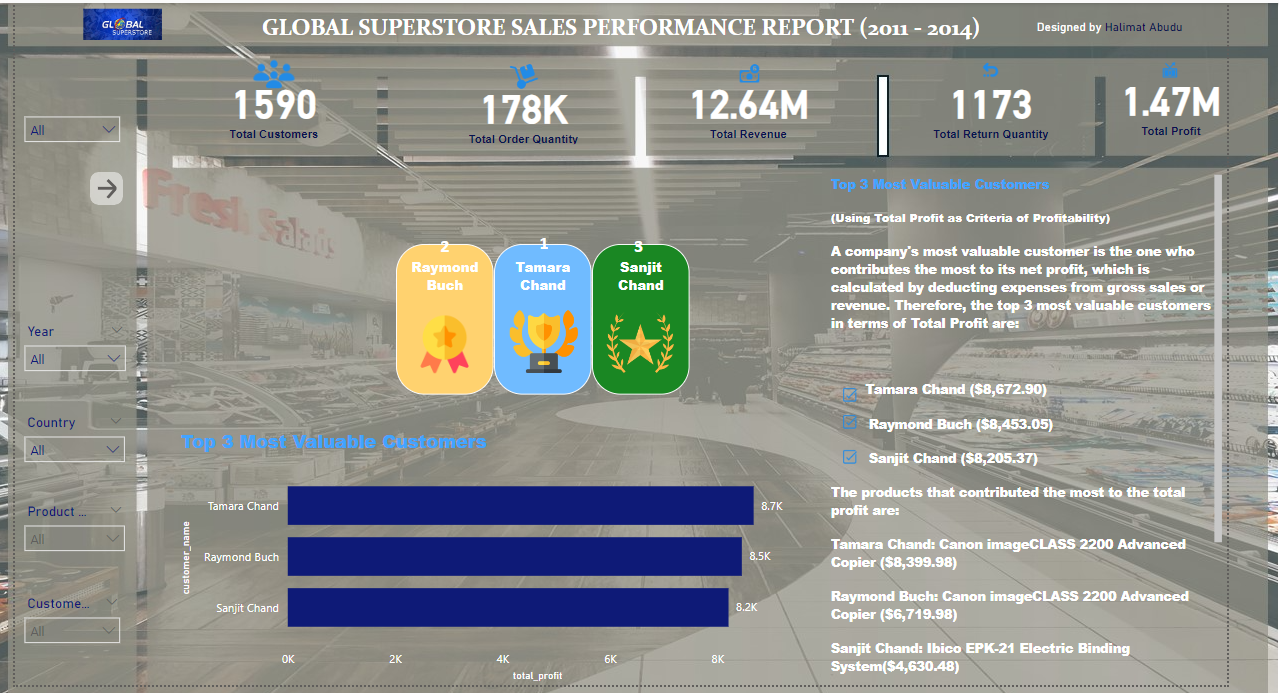 GLOBAL
SUPERSTORE
GLOBAL SUPERSTORE SALES PERFORMANCE REPORT (2011 - 2014)
Designed by Halimat Abudu
All
1590
Total Customers
178K
Total Order Quantity
12.64M
Total Revenue
1173
Total Return Quantity
1.47M
Total Profit
Fresh Salads
Year
All
Country
All
Product ...
All
Custome...
All
2
Raymond
Buch
1
Tamara
Chand
3
Sanjit
Chand
Top 3 Most Valuable Customers
customer_name
Tamara Chand
8.7K
Raymond Buch
8.5K
Sanjit Chand
8.2K
0K
2K
4K
6K
8K
total_profit
Top 3 Most Valuable Customers
(Using Total Profit as Criteria of Profitability)
A company's most valuable customer is the one who
contributes the most to its net profit, which is
calculated by deducting expenses from gross sales or
revenue. Therefore, the top 3 most valuable customers
in terms of Total Profit are:
Tamara Chand ($8,672.90)
Raymond Buch ($8,453.05)
Sanjit Chand ($8,205.37)
The products that contributed the most to the total
profit are:
Tamara Chand: Canon imageCLASS 2200 Advanced
Copier ($8,399.98)
Raymond Buch: Canon imageCLASS 2200 Advanced
Copier ($6,719.98)
Sanjit Chand: Ibico EPK-21 Electric Binding
System($4,630.48)